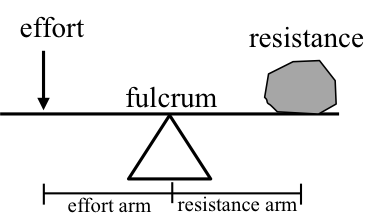 effort
resistance
fulcrum
effort arm
resistance arm